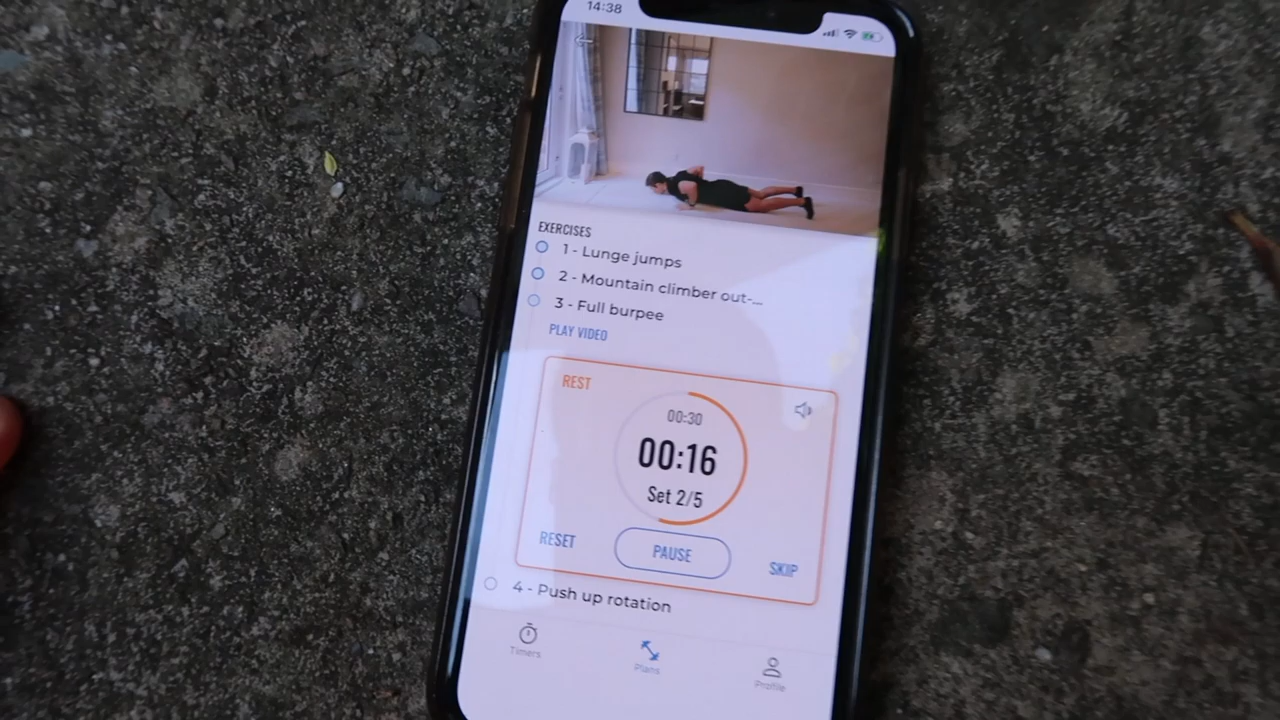 14:38
EXERCISES
1 - Lunge jumps
2 - Mountain climber out-...
3 - Full burpee
PLAY VIDEO
REST
00:30
00:16
Set 2/5
RESET
PAUSE
SKIP
4 - Push up rotation
Timers
Plans
Profile